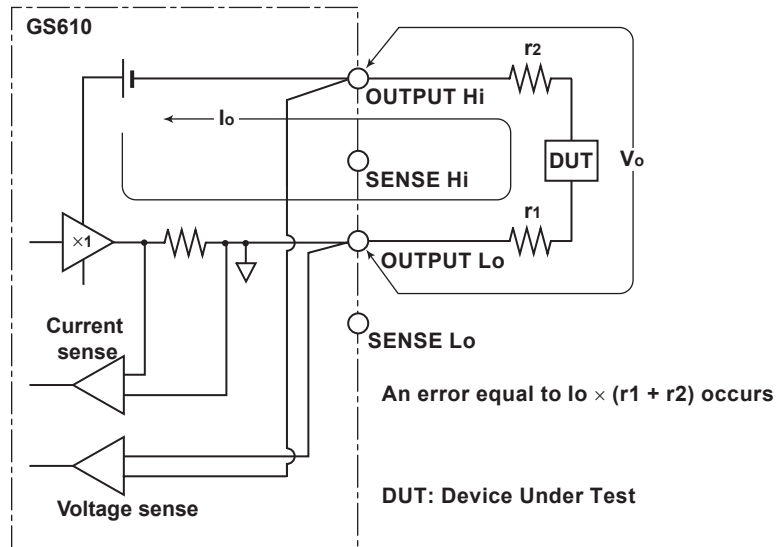 GS610
r2
OUTPUT Hi
Io
DUT
Vo
SENSE Hi
r1
×1
OUTPUT Lo
Current
sense
SENSE Lo
An error equal to Io × (r1 + r2) occurs
Voltage sense
DUT: Device Under Test